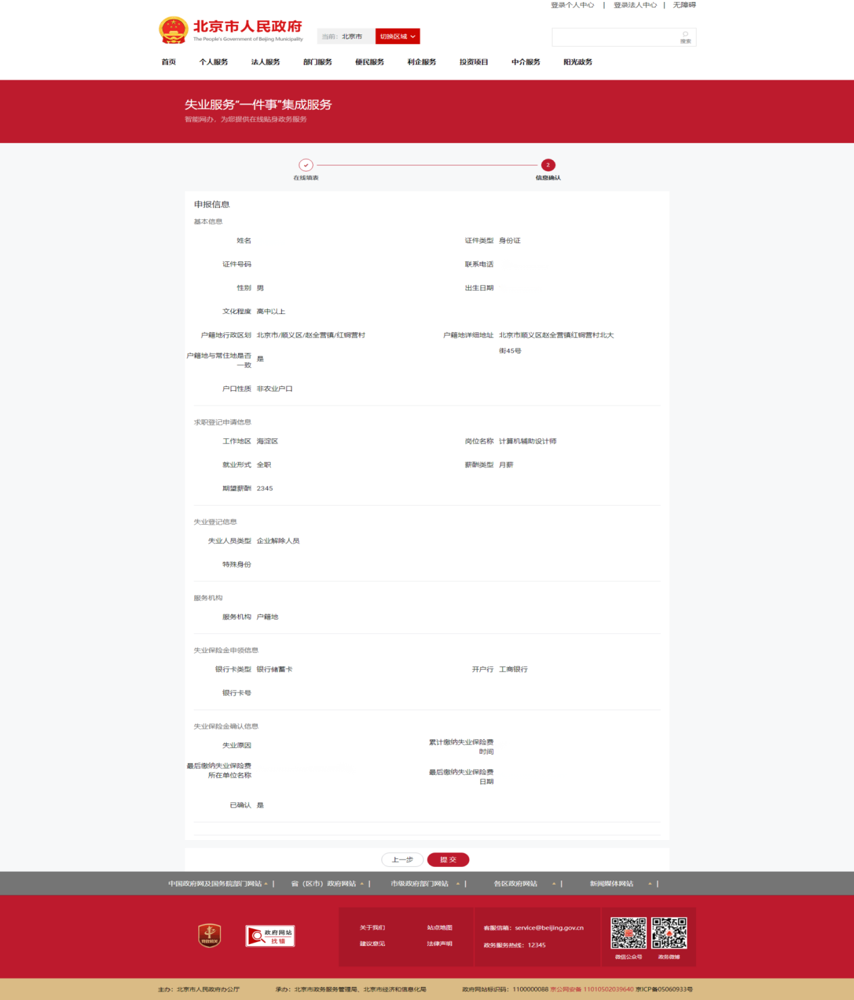 登录个人中心 | 登录法人中心 | 无障碍
北京市人民政府
The People's Government of Beijing Municipality
当前：北京市 切换区域
搜索
首页 个人服务 法人服务 部门服务 便民服务 利企服务 投资项目 中介服务 阳光政务
失业服务“一件事”集成服务
智能网办，为您提供在线贴身政务服务
2
在线填表 信息确认
申报信息
基本信息
姓名 证件类型 身份证
证件号码 联系电话
性别 男 出生日期
文化程度 高中以上
户籍地行政区划 北京市/顺义区/赵全营镇/红铜营村 户籍地详细地址 北京市顺义区赵全营镇红铜营村北大
街45号
户籍地与常住地是否
一致 是
户口性质 非农业户口
求职登记申请信息
工作地区 海淀区 岗位名称 计算机辅助设计师
就业形式 全职 薪酬类型 月薪
期望薪酬 2345
失业登记信息
失业人员类型 企业解除人员
特殊身份
服务机构
服务机构 户籍地
失业保险金申领信息
银行卡类型 银行储蓄卡 开户行 工商银行
银行卡号
失业保险金确认信息
失业原因 累计缴纳失业保险费
时间
最后缴纳失业保险费
所在单位名称
最后缴纳失业保险费
日期
已确认 是
上一步 提交
中国政府网及国务院部门网站 | 省（区市）政府网站 | 市级政府部门网站 | 各区政府网站 | 新闻媒体网站 |
政府网站
找错
关于我们 站点地图
建议意见 法律声明
客服信箱：service@beijing.gov.cn
政务服务热线：12345
微信公众号 政务微博
主办：北京市人民政府办公厅 承办：北京市政务服务管理局、北京市经济和信息化局 政府网站标识码：1100000088 京公网安备 11010502039640 京ICP备05060933号